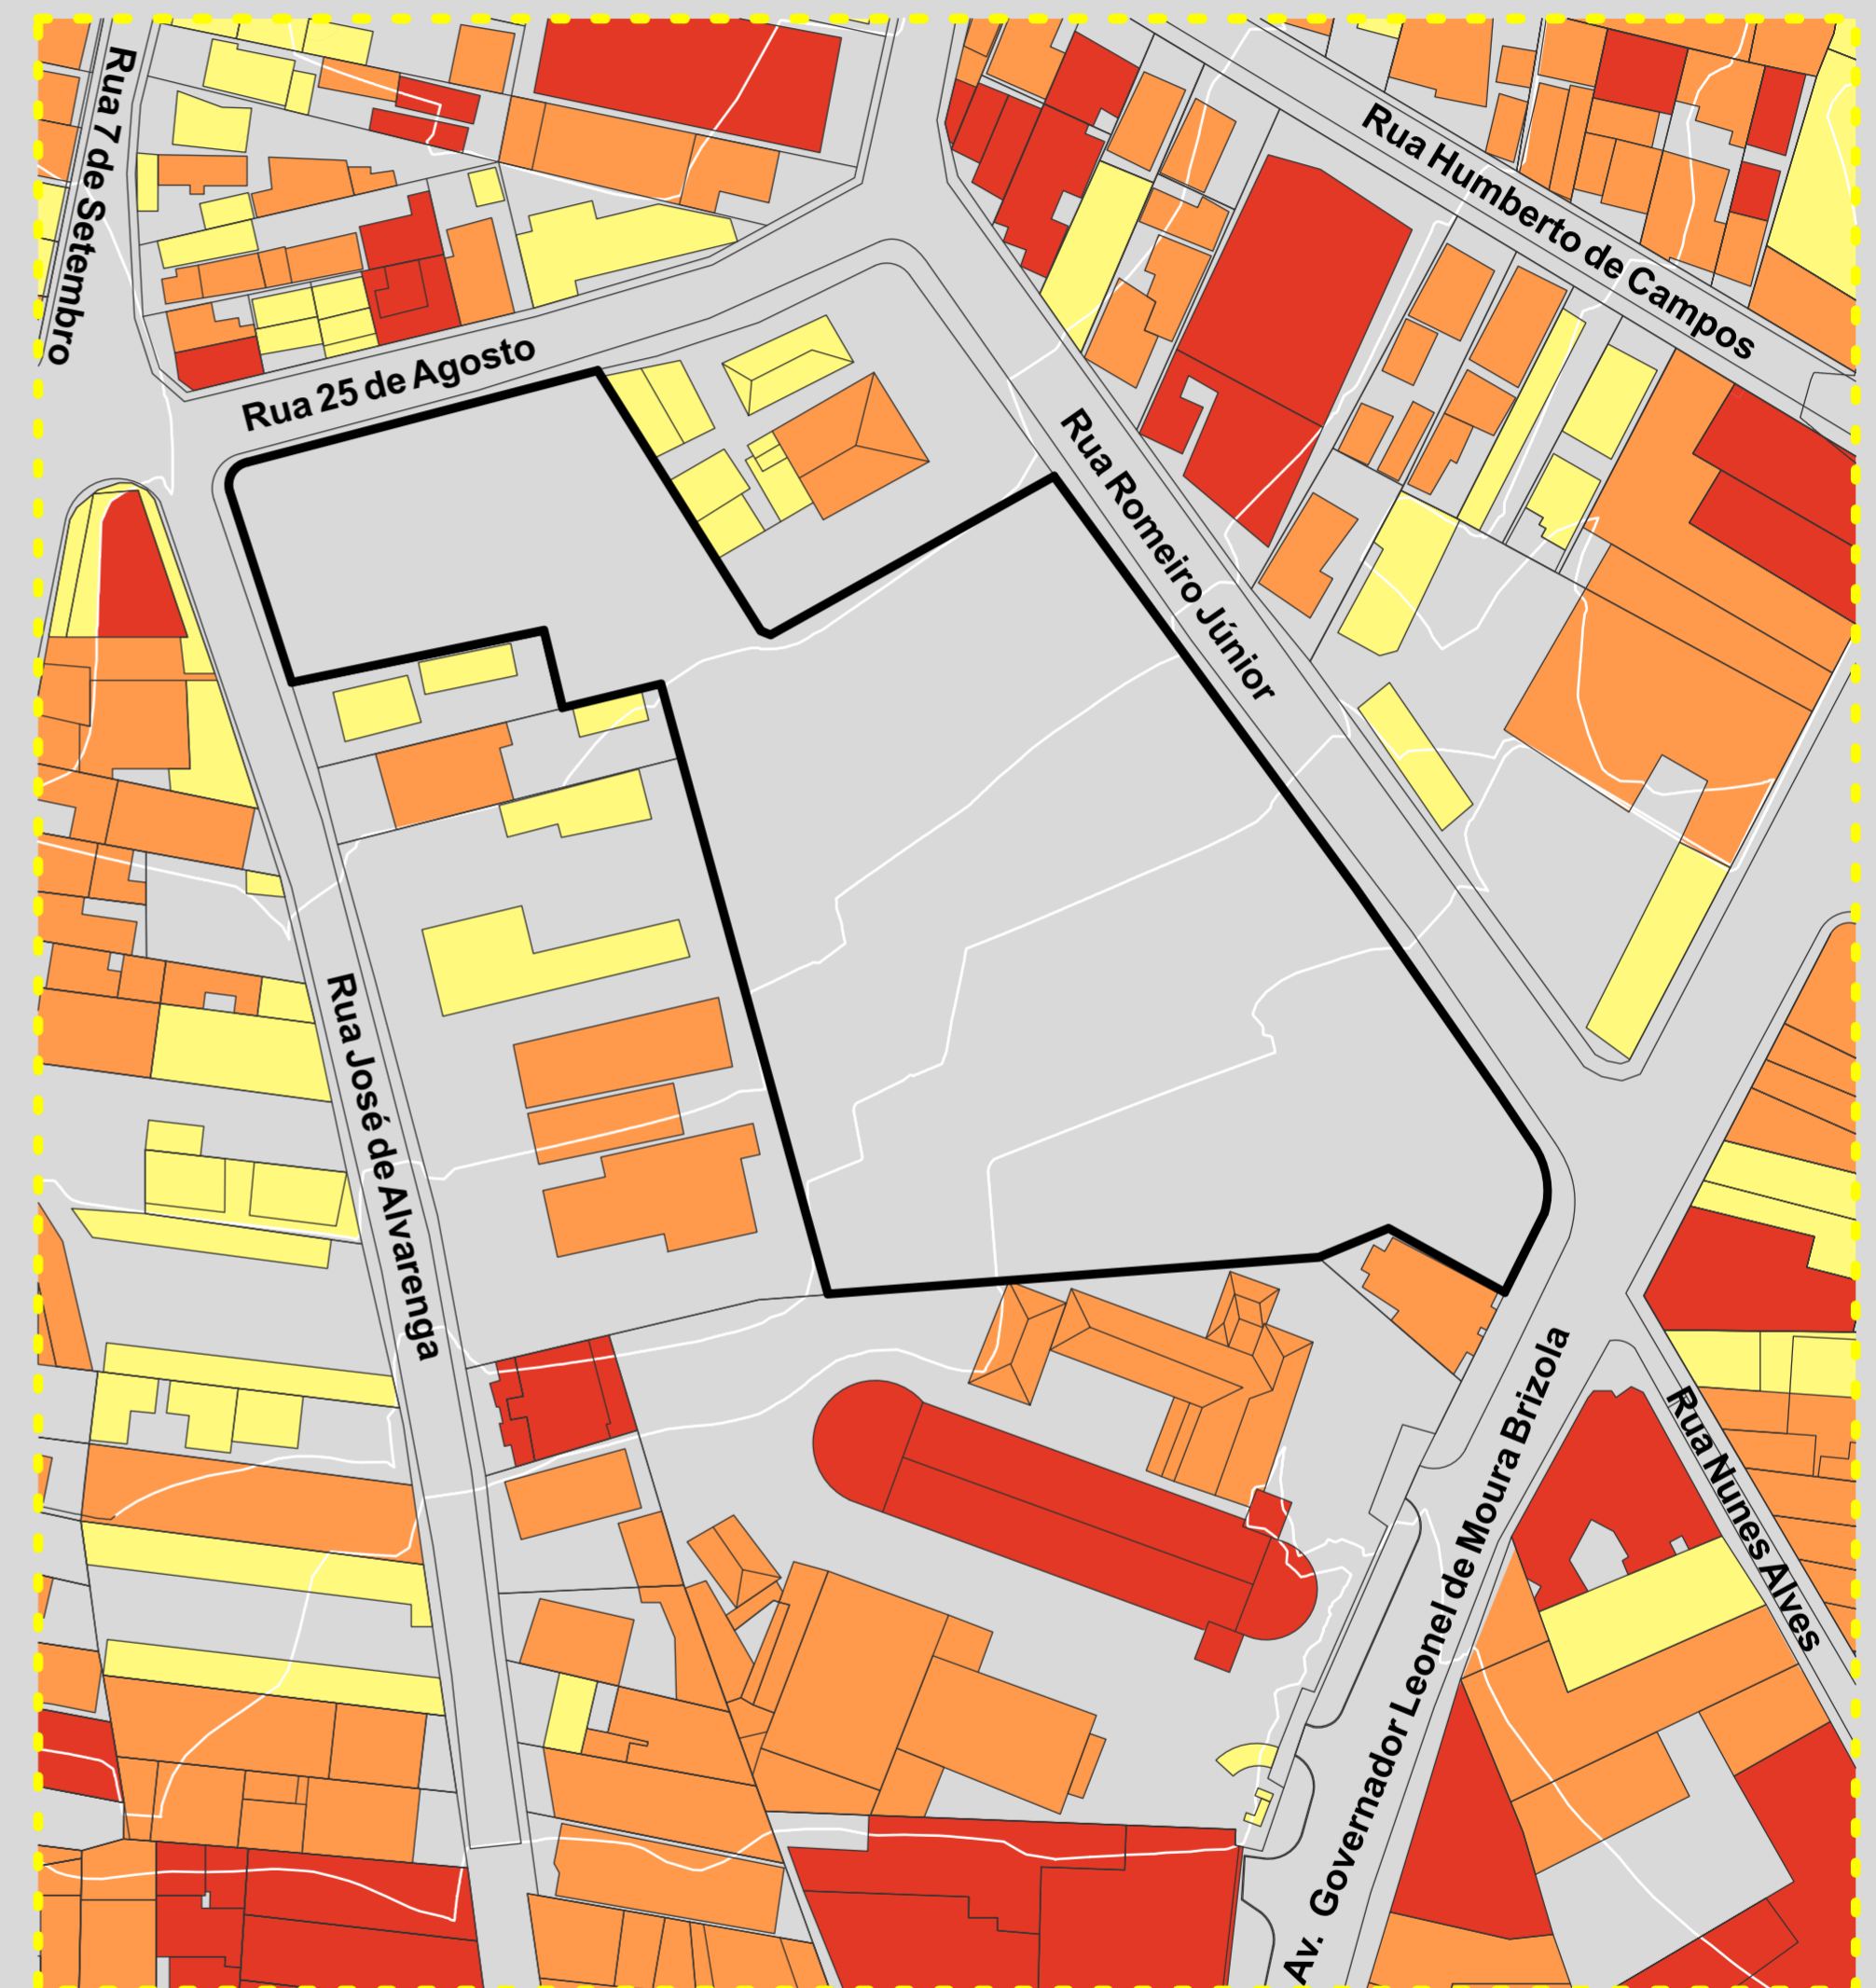 Rua 7 de Setembro
Rua Humberto de Campos
Rua 25 de Agosto
Rua Romeiro Júnior
Rua José de Alvarenga
Av. Governador Leonel de Moura Brizola
Rua Nunes Alves